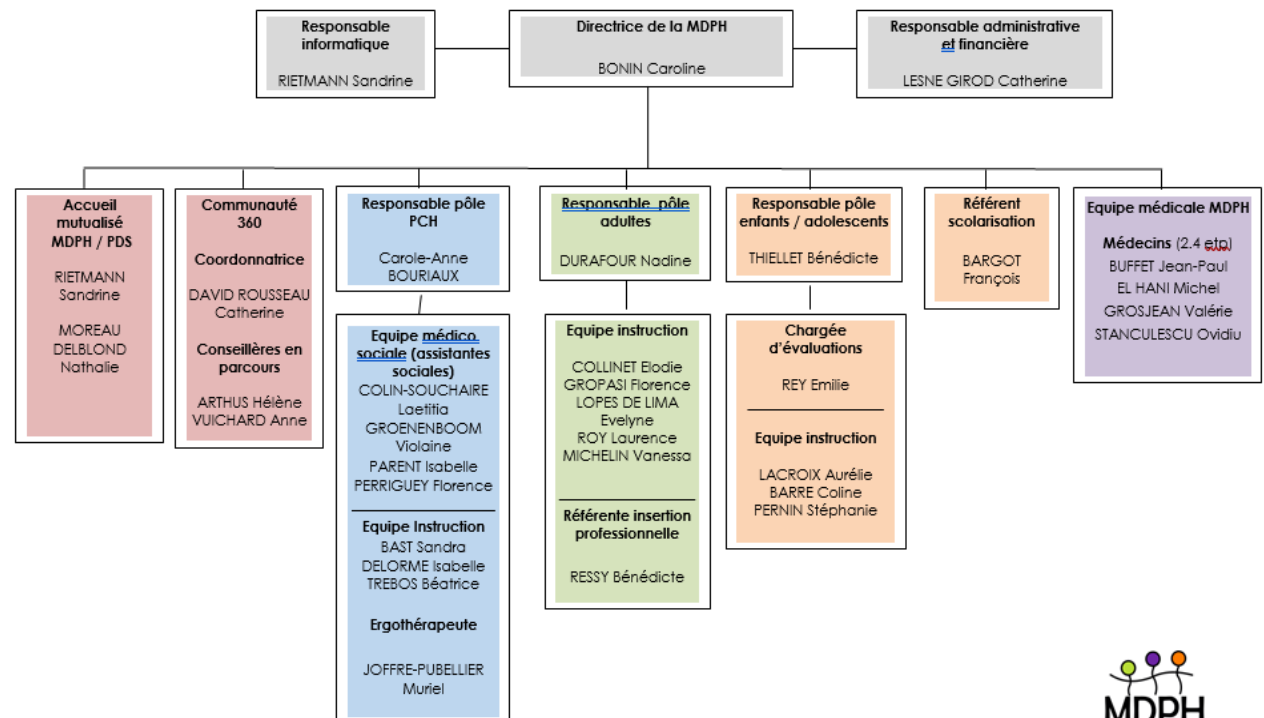 Responsable
informatique
RIETMANN Sandrine
Directrice de la MDPH
BONIN Caroline
Responsable administrative
et financière
LESNE GIROD Catherine
Accueil
mutualisé
MDPH / PDS
RIETMANN
Sandrine
MOREAU
DELBLOND
Nathalie
Communauté
360
Coordonnatrice
DAVID ROUSSEAU
Catherine
Conseillères en
parcours
ARTHUS Hélène
VUICHARD Anne
Responsable pôle
PCH
Carole-Anne
BOURIAUX
Equipe médico
sociale (assistantes
sociales)
COLIN-SOUCHAIRE
Laetitia
GROENENBOOM
Violaine
PARENT Isabelle
PERRIGUEY Florence
Equipe Instruction
BAST Sandra
DELORME Isabelle
TREBOS Béatrice
Ergothérapeute
JOFFRE-PUBELLIER
Muriel
Responsable pôle
adultes
DURAFOUR Nadine
Equipe instruction
COLLINET Elodie
GROPASI Florence
LOPES DE LIMA
Evelyne
ROY Laurence
MICHELIN Vanessa
Référente insertion
professionnelle
RESSY Bénédicte
Responsable pôle
enfants / adolescents
THIELLET Bénédicte
Chargée
d'évaluations
REY Emilie
Equipe instruction
LACROIX Aurélie
BARRE Coline
PERNIN Stéphanie
Référent
scolarisation
BARGOT
François
Equipe médicale MDPH
Médecins (2.4 etp)
BUFFET Jean-Paul
EL HANI Michel
GROSJEAN Valérie
STANCULESCU Ovidiu
MDPH